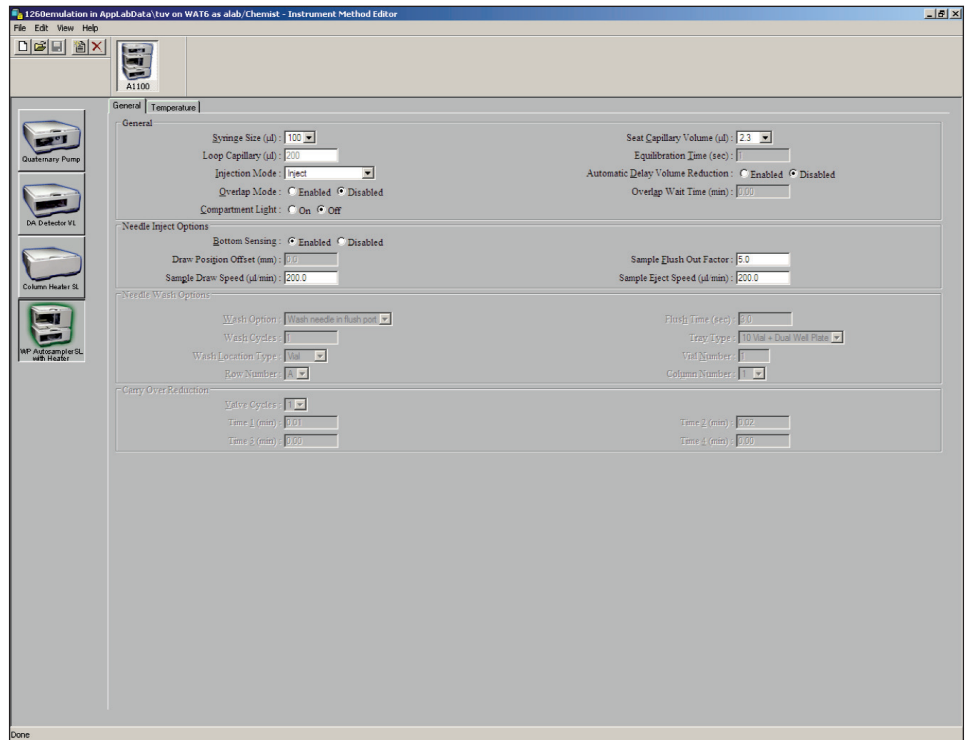 1260emulation in AppLabData\tuv on WAT6 as alab/Chemist - Instrument Method Editor
File Edit View Help
A1100
General Temperature
Quaternary Pump
DA Detector VL
Column Heater SL
WP Autosampler SL
with Heater
General
Syringe Size (µl) : 100 Seat Capillary Volume (µl) : 2.3
Loop Capillary (µl) : 200 Equilibration Time (sec) : 1
Injection Mode : Inject Automatic Delay Volume Reduction : Enabled Disabled
Overlap Mode : Enabled Disabled Overlap Wait Time (min) : 0.00
Compartment Light : On Off
Needle Inject Options
Bottom Sensing : Enabled Disabled
Draw Position Offset (mm) : 0.0 Sample Flush Out Factor : 5.0
Sample Draw Speed (µl/min) : 200.0 Sample Eject Speed (µl/min) : 200.0
Needle Wash Options
Wash Option : Wash needle in flush port Flush Time (sec) : 3.0
Wash Cycles : 1 Tray Type : 10 Vial + Dual Well Plate
Wash Location Type : Vial Vial Number : 1
Row Number : A Column Number : 1
Carry Over Reduction
Valve Cycles : 1
Time 1 (min) : 0.01 Time 2 (min) : 0.02
Time 3 (min) : 0.00 Time 4 (min) : 0.00
Done